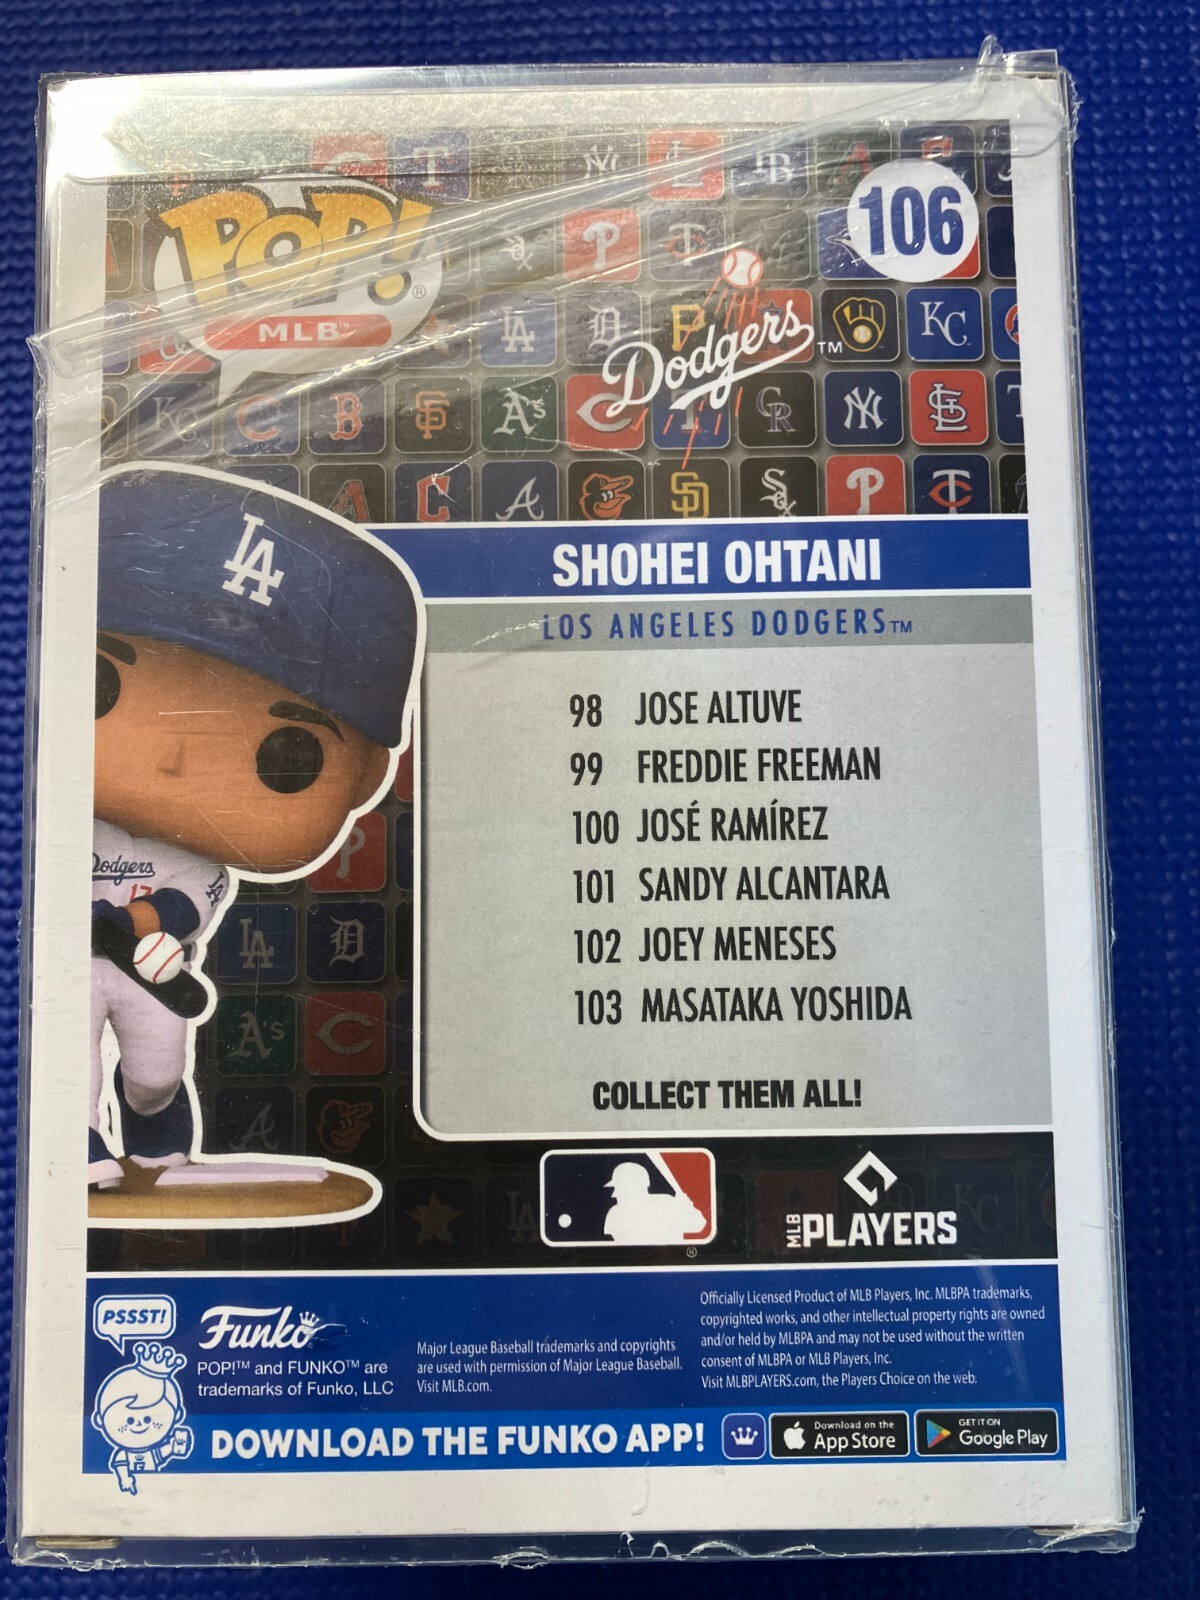 POP!®
MLB™
106
Dodgers™
LA
SHOHEI OHTANI
LOS ANGELES DODGERS™
98 JOSE ALTUVE
99 FREDDIE FREEMAN
100 JOSÉ RAMÍREZ
101 SANDY ALCANTARA
102 JOEY MENESES
103 MASATAKA YOSHIDA
COLLECT THEM ALL!
Dodgers
17
LA
®
MLB PLAYERS
PSSST!
Funko
POP!™ and FUNKO™ are
trademarks of Funko, LLC
Major League Baseball trademarks and copyrights
are used with permission of Major League Baseball.
Visit MLB.com.
Officially Licensed Product of MLB Players, Inc. MLBPA trademarks,
copyrighted works, and other intellectual property rights are owned
and/or held by MLBPA and may not be used without the written
consent of MLBPA or MLB Players, Inc.
Visit MLBPLAYERS.com, the Players Choice on the web.
DOWNLOAD THE FUNKO APP!
Download on the
App Store
GET IT ON
Google Play